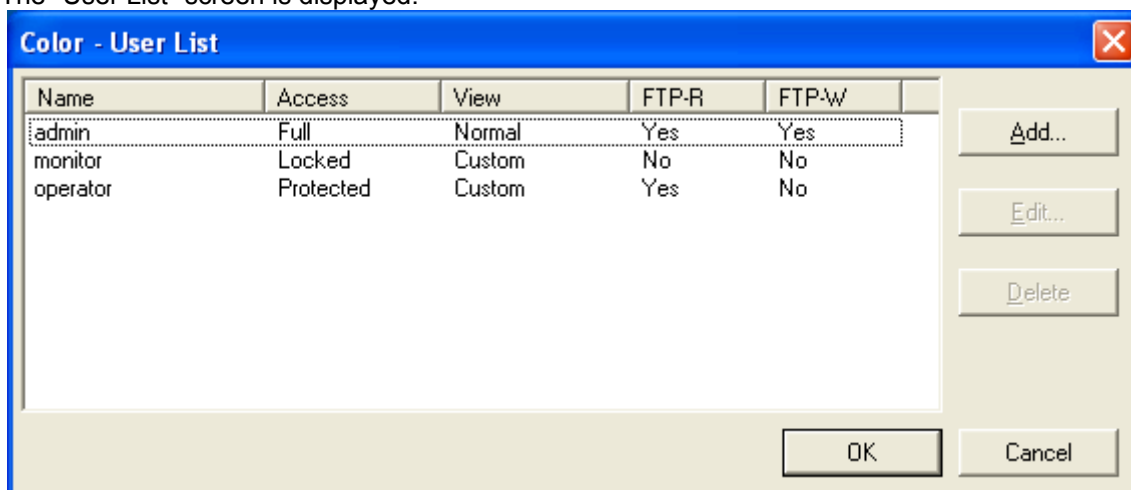 The "User List" screen is displayed.
Color - User List
Name Access View FTP-R FTP-W
admin Full Normal Yes Yes
monitor Locked Custom No No
operator Protected Custom Yes No
Add...
Edit...
Delete
OK Cancel